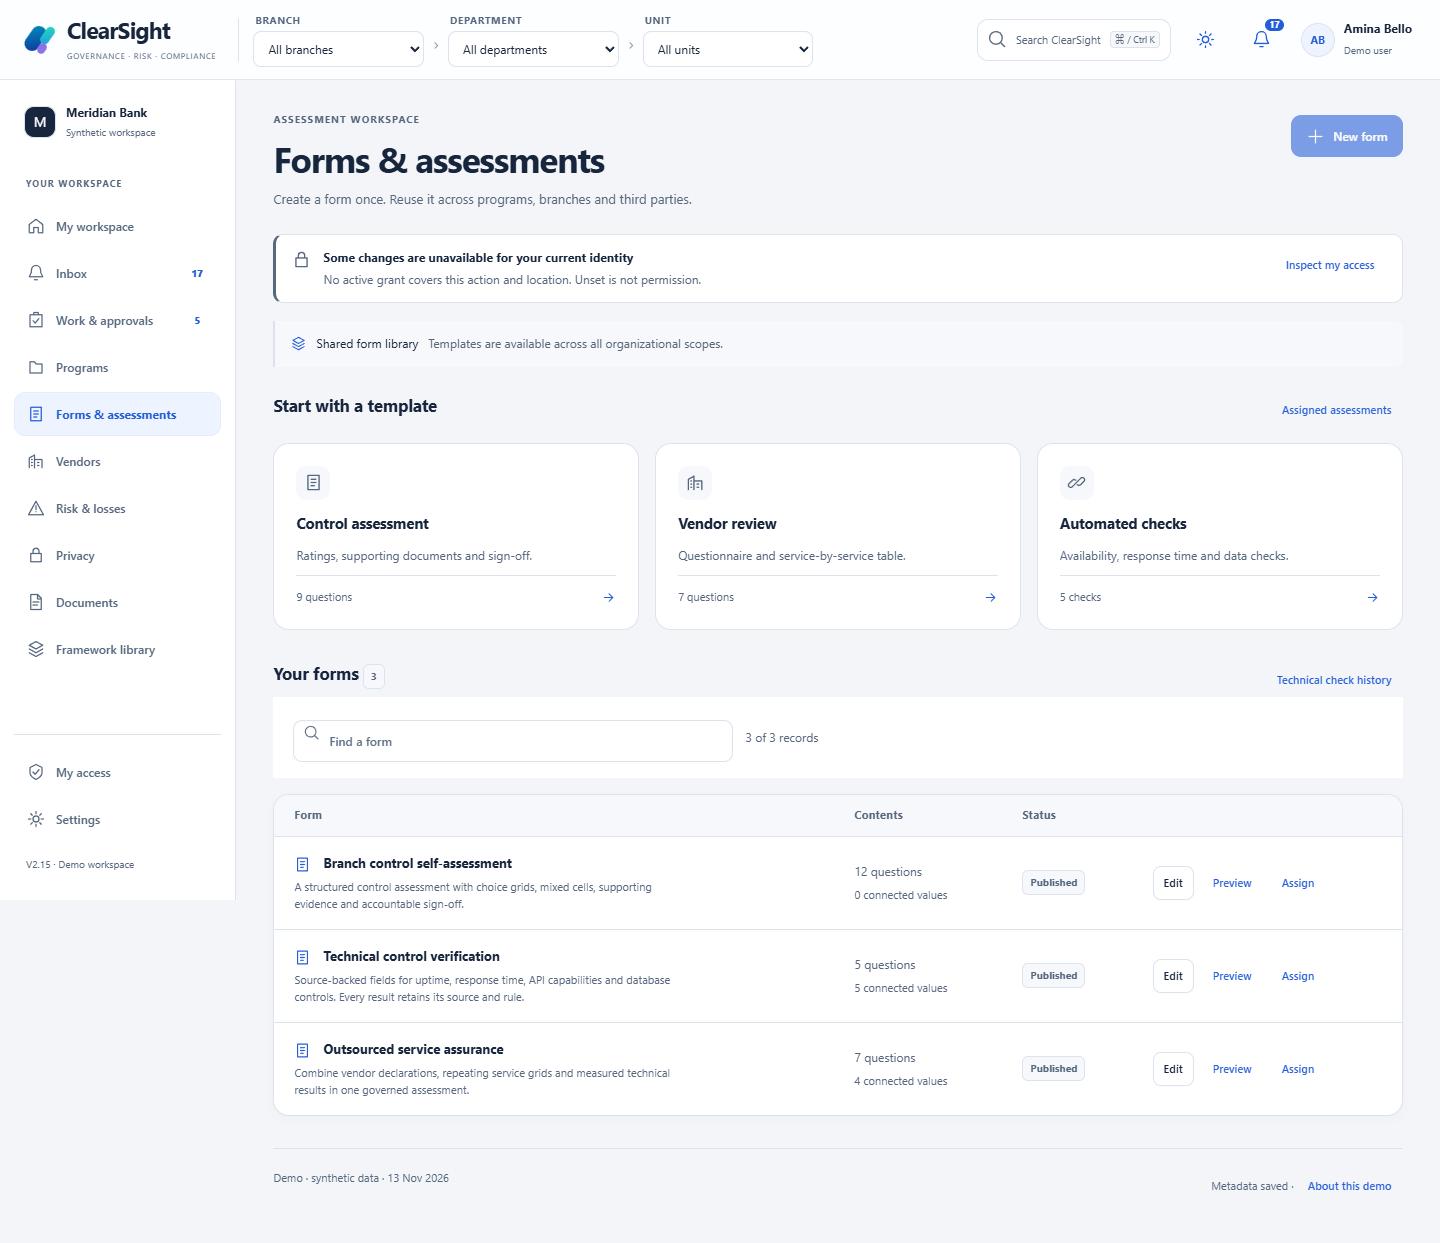 ClearSight
GOVERNANCE · RISK · COMPLIANCE
BRANCH
All branches
›
DEPARTMENT
All departments
›
UNIT
All units
Search ClearSight
⌘ / Ctrl K
17
AB
Amina Bello
Demo user
M
Meridian Bank
Synthetic workspace
YOUR WORKSPACE
My workspace
Inbox 17
Work & approvals 5
Programs
Forms & assessments
Vendors
Risk & losses
Privacy
Documents
Framework library
My access
Settings
V2.15 · Demo workspace
ASSESSMENT WORKSPACE
Forms & assessments
Create a form once. Reuse it across programs, branches and third parties.
New form
Some changes are unavailable for your current identity
No active grant covers this action and location. Unset is not permission.
Inspect my access
Shared form library Templates are available across all organizational scopes.
Start with a template
Assigned assessments
Control assessment
Ratings, supporting documents and sign-off.
9 questions →
Vendor review
Questionnaire and service-by-service table.
7 questions →
Automated checks
Availability, response time and data checks.
5 checks →
Your forms 3
Technical check history
Find a form
3 of 3 records
Form Contents Status
Branch control self-assessment
A structured control assessment with choice grids, mixed cells, supporting
evidence and accountable sign-off.
12 questions
0 connected values
Published
Edit Preview Assign
Technical control verification
Source-backed fields for uptime, response time, API capabilities and database
controls. Every result retains its source and rule.
5 questions
5 connected values
Published
Edit Preview Assign
Outsourced service assurance
Combine vendor declarations, repeating service grids and measured technical
results in one governed assessment.
7 questions
4 connected values
Published
Edit Preview Assign
Demo · synthetic data · 13 Nov 2026
Metadata saved · About this demo